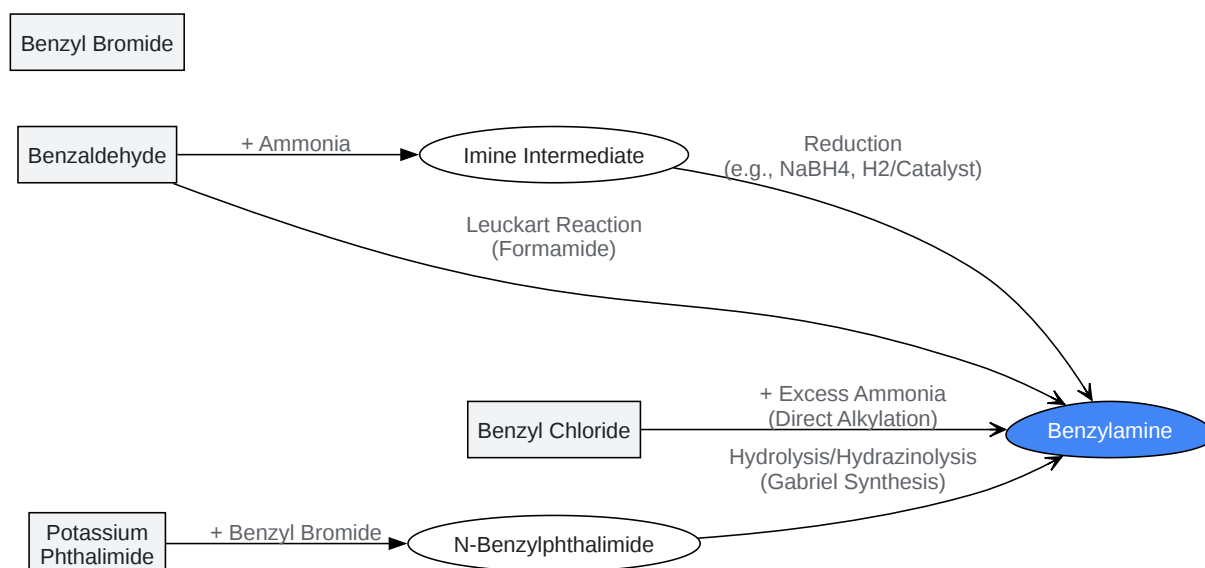 Benzyl Bromide
Benzaldehyde
+ Ammonia
Imine Intermediate
Reduction
(e.g., NaBH4, H2/Catalyst)
Leuckart Reaction
(Formamide)
Benzyl Chloride
+ Excess Ammonia
(Direct Alkylation)
Benzylamine
Hydrolysis/Hydrazinolysis
(Gabriel Synthesis)
Potassium
Phthalimide
+ Benzyl Bromide
N-Benzylphthalimide